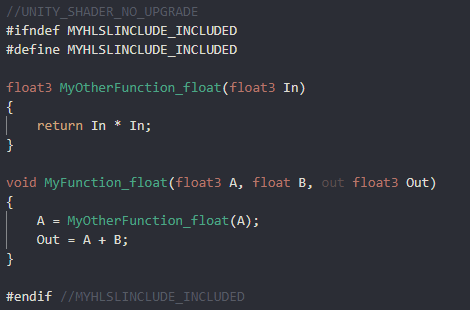 //UNITY_SHADER_NO_UPGRADE
#ifndef MYHLSLINCLUDE_INCLUDED
#define MYHLSLINCLUDE_INCLUDED

float3 MyOtherFunction_float(float3 In)
{
    return In * In;
}

void MyFunction_float(float3 A, float B, out float3 Out)
{
    A = MyOtherFunction_float(A);
    Out = A + B;
}

#endif //MYHLSLINCLUDE_INCLUDED